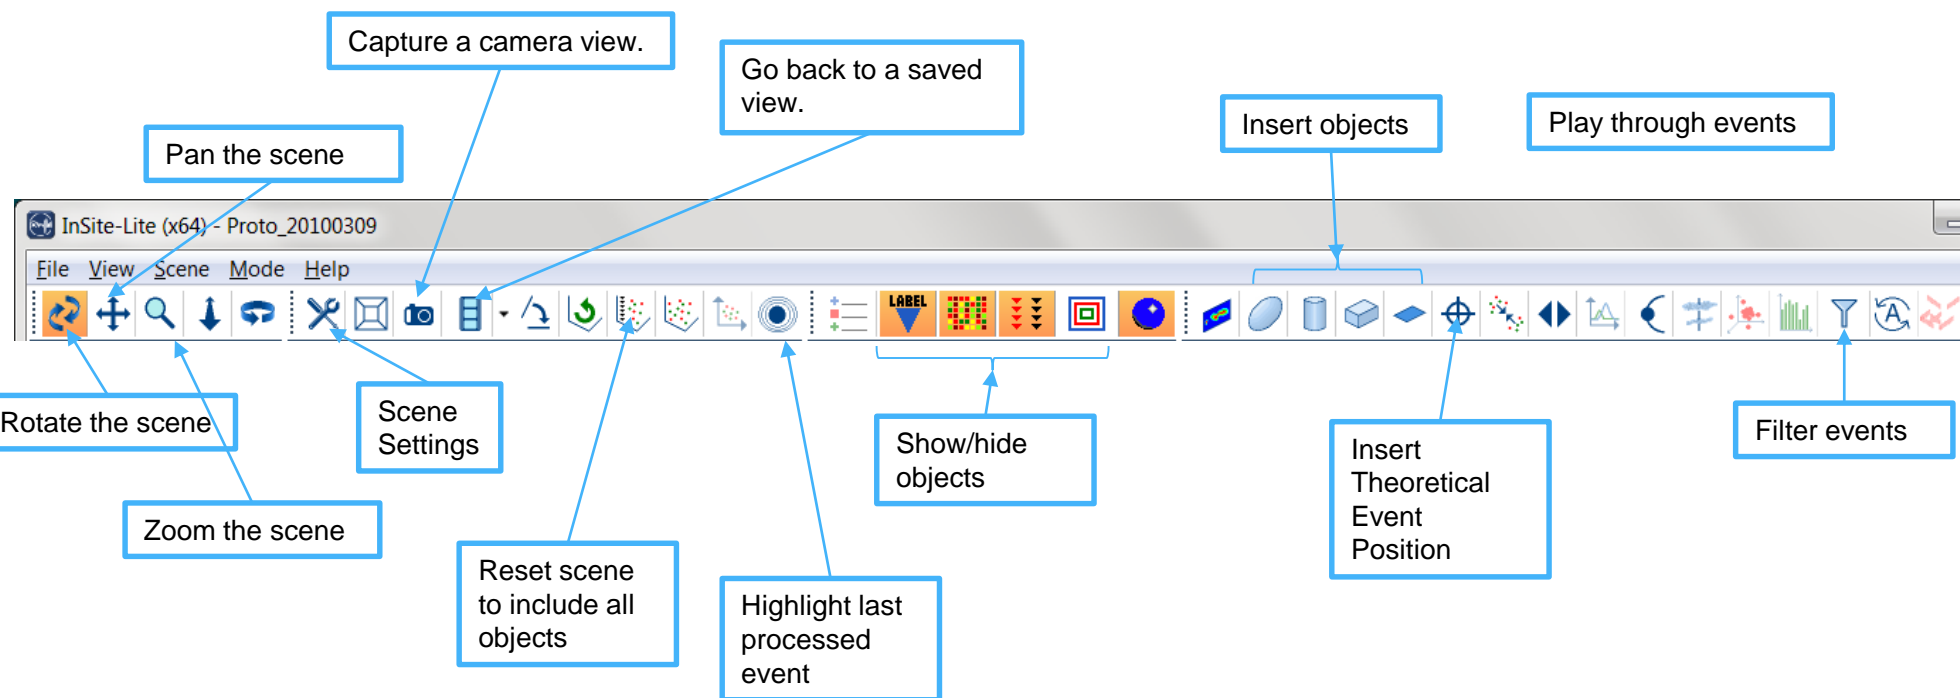 Capture a camera view.
Go back to a saved
view.
Insert objects
Play through events
Pan the scene
InSite-Lite (x64) - Proto_20100309
File View Scene Mode Help
LABEL
A
Rotate the scene
Scene
Settings
Show/hide
objects
Insert
Theoretical
Event
Position
Filter events
Zoom the scene
Reset scene
to include all
objects
Highlight last
processed
event